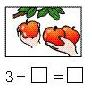 3 - □ = □